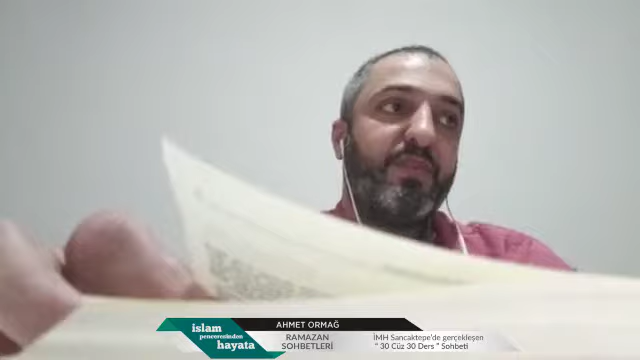 islam
penceresinden
hayata
AHMET ORMAĞ
RAMAZAN
SOHBETLERİ
İMH Sancaktepe'de gerçekleşen
" 30 Cüz 30 Ders " Sohbeti